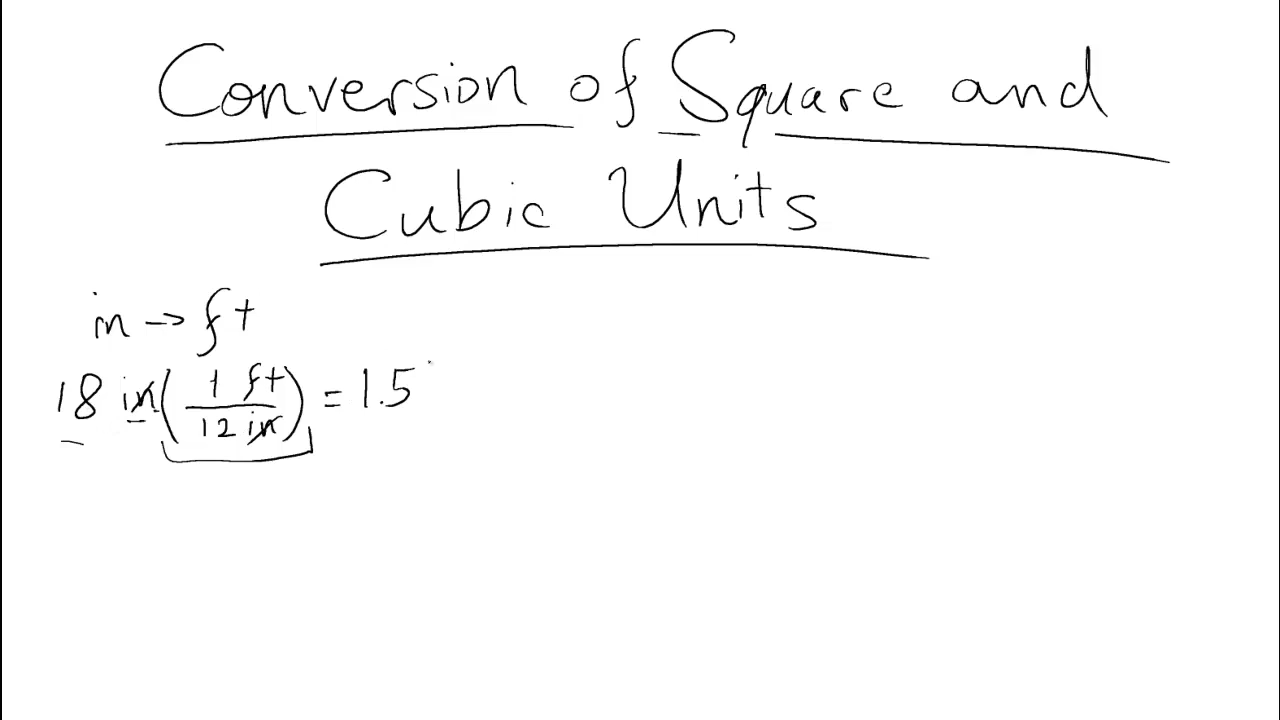 Conversion of Square and
Cubic Units
in → ft
18 in (1 ft / 12 in) = 1.5